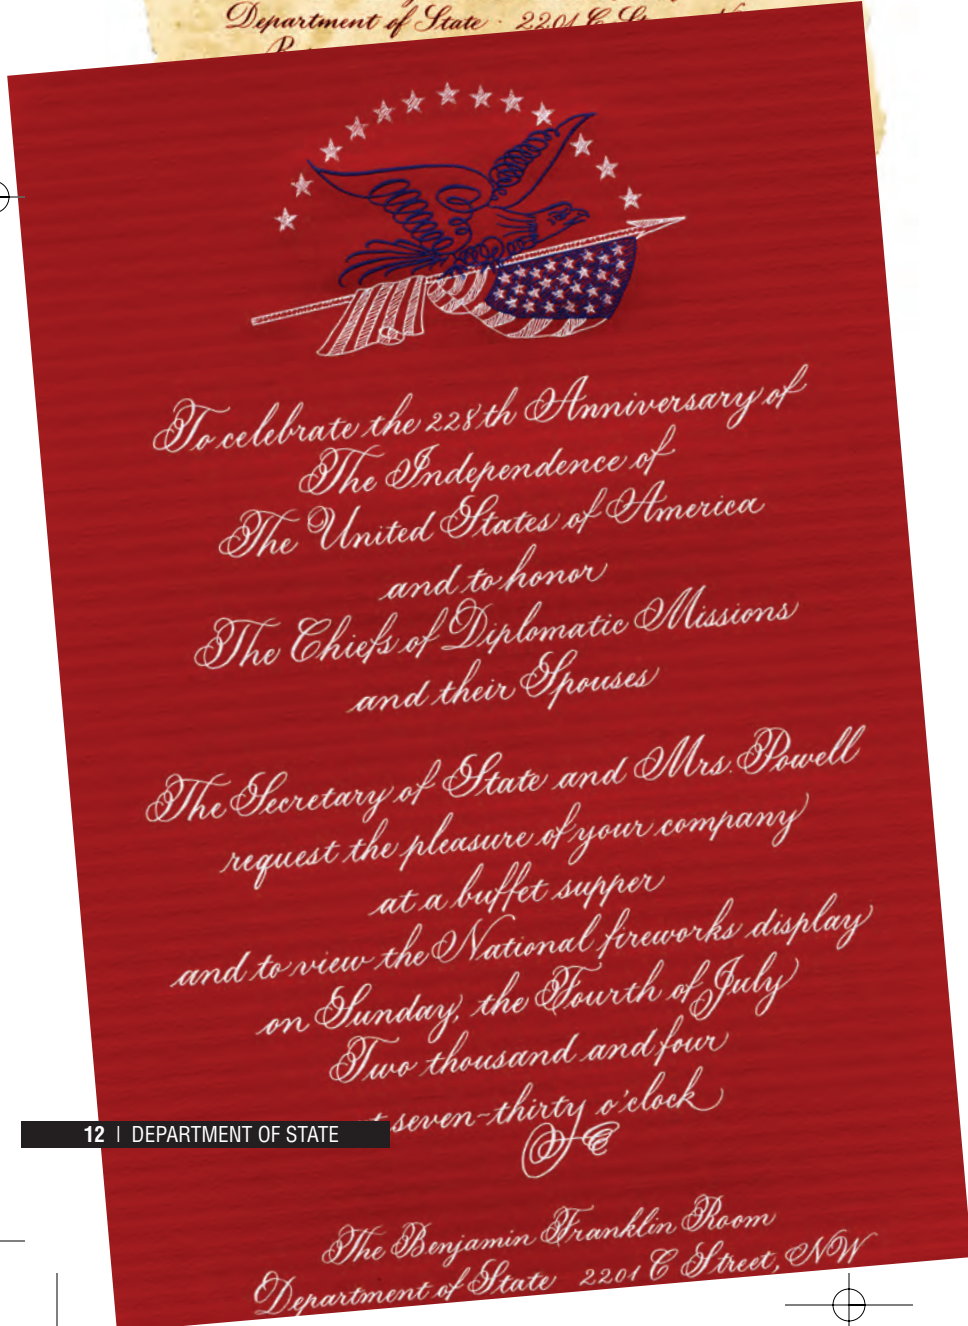 Department of State · 2201 C
To celebrate the 228th Anniversary of
The Independence of
The United States of America
and to honor
The Chiefs of Diplomatic Missions
and their Spouses
The Secretary of State and Mrs. Powell
request the pleasure of your company
at a buffet supper
and to view the National fireworks display
on Sunday, the Fourth of July
Two thousand and four
seven-thirty o'clock
12 | DEPARTMENT OF STATE
The Benjamin Franklin Room
Department of State 2201 C Street, NW